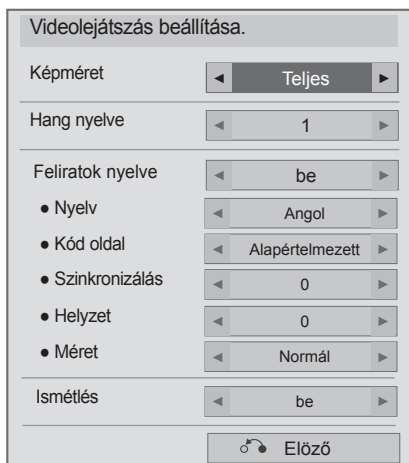 Videolejátszás beállítása.
Képméret ◄ Teljes ►
Hang nyelve ◄ 1 ►
Feliratok nyelve ◄ be ►
● Nyelv ◄ Angol ►
● Kód oldal ◄ Alapértelmezett ►
● Szinkronizálás ◄ 0 ►
● Helyzet ◄ 0 ►
● Méret ◄ Normál ►
Ismétlés ◄ be ►
Elözö